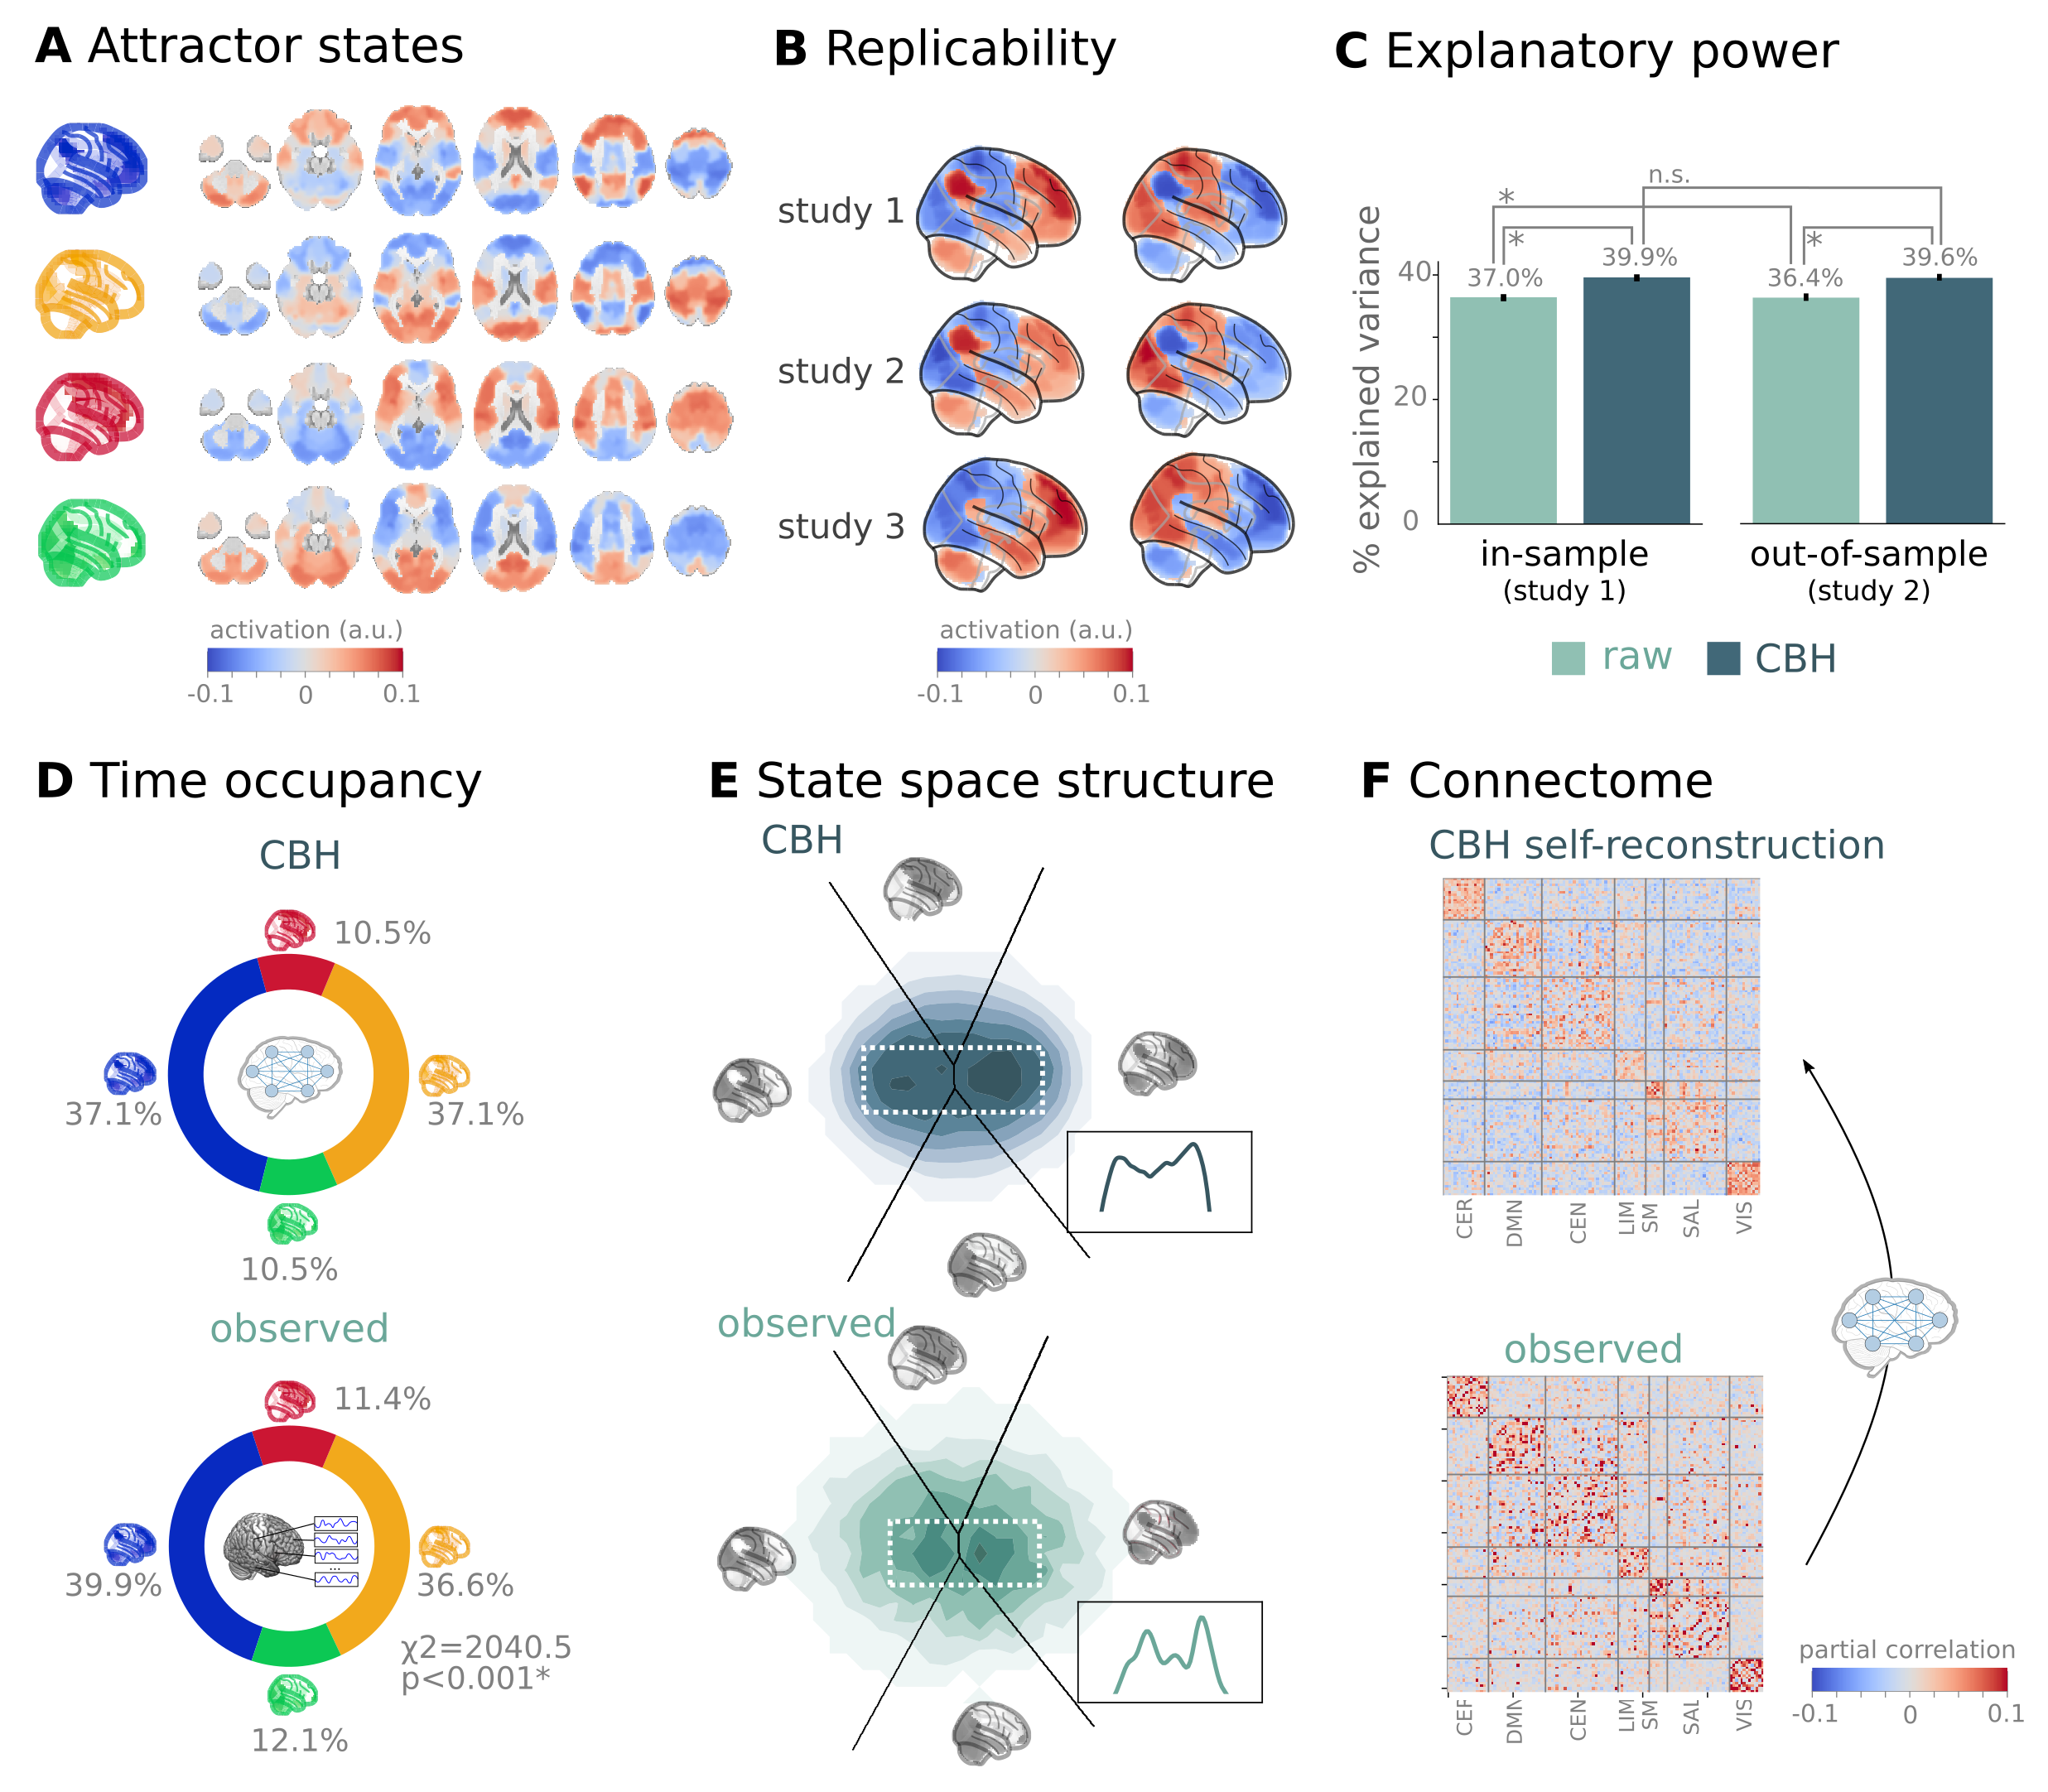 A Attractor states
activation (a.u.)
-0.1 0 0.1
B Replicability
study 1
study 2
study 3
activation (a.u.)
-0.1 0 0.1
C Explanatory power
% explained variance
40
20
0
n.s.
*
* *
37.0% 39.9% 36.4% 39.6%
in-sample out-of-sample
(study 1) (study 2)
raw CBH
D Time occupancy
CBH
10.5%
37.1% 37.1%
10.5%
observed
11.4%
39.9% 36.6%
...
χ2=2040.5
p<0.001*
12.1%
E State space structure
CBH
observed
F Connectome
CBH self-reconstruction
CER DMN CEN LIM SM SAL VIS
observed
partial correlation
-0.1 0 0.1
CER DMN CEN LIM SM SAL VIS